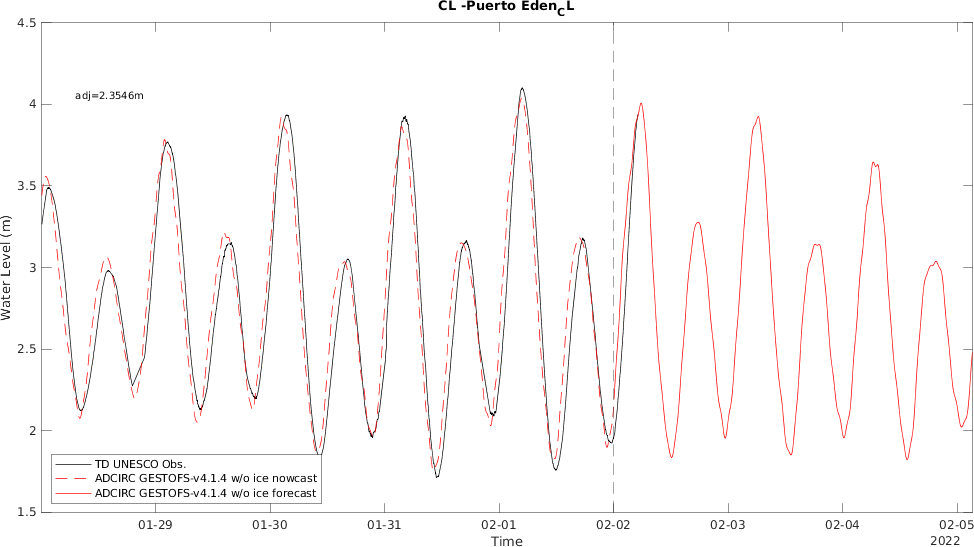 CL -Puerto Eden_CL
4.5
adj=2.3546m
4
3.5
3
2.5
2
1.5
Water Level (m)
TD UNESCO Obs.
ADCIRC GESTOFS-v4.1.4 w/o ice nowcast
ADCIRC GESTOFS-v4.1.4 w/o ice forecast
01-29 01-30 01-31 02-01 02-02 02-03 02-04 02-05
Time
2022